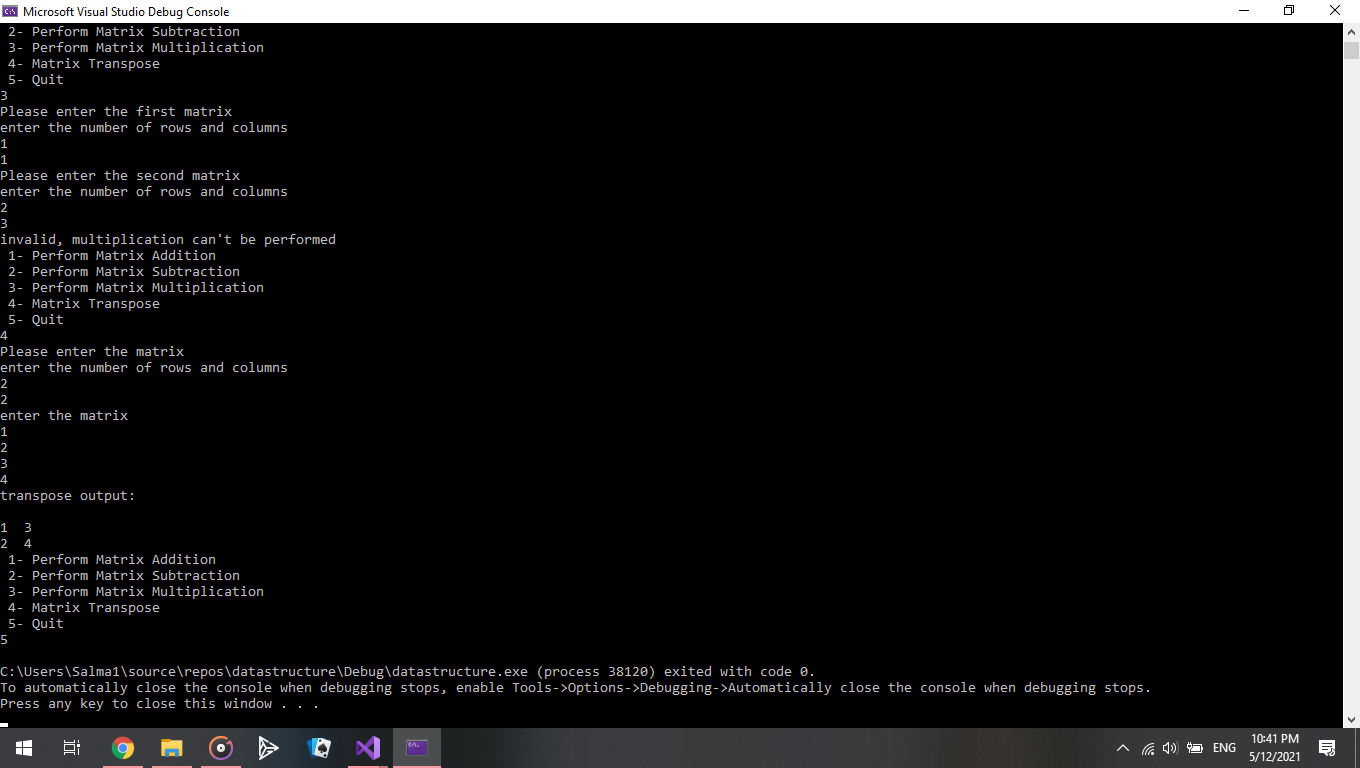 Microsoft Visual Studio Debug Console
2- Perform Matrix Subtraction
3- Perform Matrix Multiplication
4- Matrix Transpose
5- Quit
3
Please enter the first matrix
enter the number of rows and columns
1
1
Please enter the second matrix
enter the number of rows and columns
2
3
invalid, multiplication can't be performed
1- Perform Matrix Addition
2- Perform Matrix Subtraction
3- Perform Matrix Multiplication
4- Matrix Transpose
5- Quit
4
Please enter the matrix
enter the number of rows and columns
2
2
enter the matrix
1
2
3
4
transpose output:
1  3
2  4
1- Perform Matrix Addition
2- Perform Matrix Subtraction
3- Perform Matrix Multiplication
4- Matrix Transpose
5- Quit
5
C:\Users\Salma1\source\repos\datastructure\Debug\datastructure.exe (process 38120) exited with code 0.
To automatically close the console when debugging stops, enable Tools->Options->Debugging->Automatically close the console when debugging stops.
Press any key to close this window . . .
ENG
10:41 PM
5/12/2021